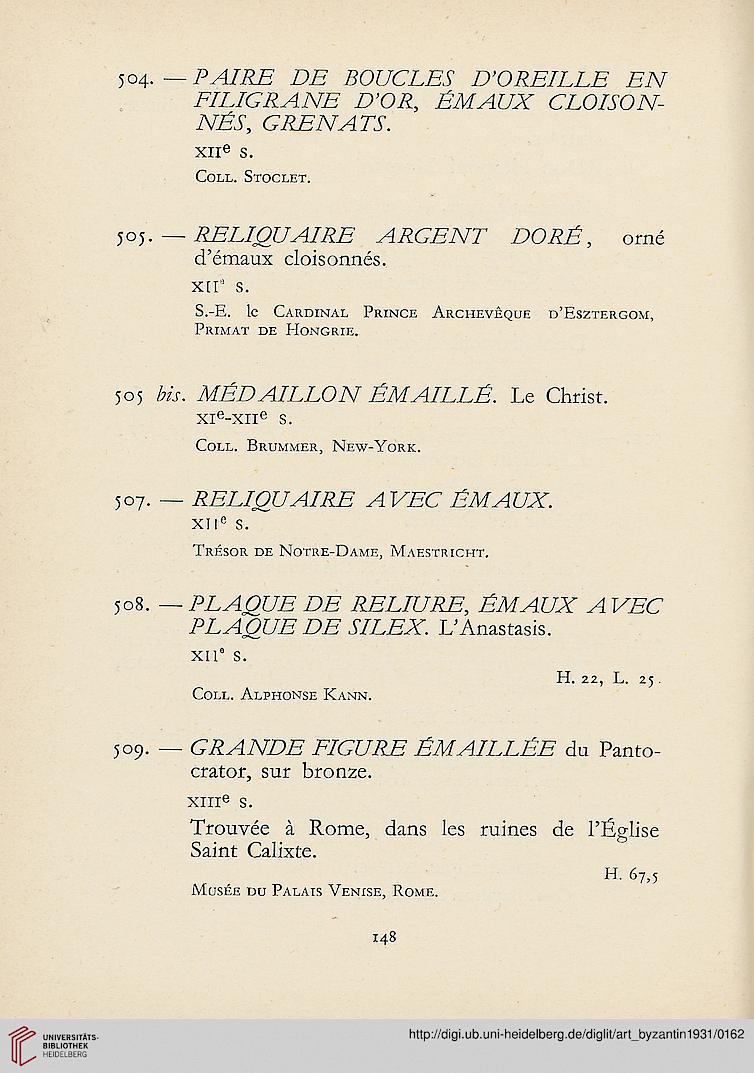 504. — PAIRE DE BOUCLES D'OREILLE EN
FILIGRANE D'OR, ÉMAUX CLOISON-
NÉS, GRENATS.
XIIe s.
Coll. Stoclet.
505. — RELIQUAIRE ARGENT DORÉ, orné
d'émaux cloisonnés.
XIIe s.
S.-E. le Cardinal Prince Archevêque d'Esztergom,
Primat de Hongrie.
505 bis. MÉDAILLON ÉMAILLÉ. Le Christ.
XIe-XIIe s.
Coll. Brummer, New-York.
507. — RELIQUAIRE AVEC ÉMAUX.
XIIe s.
Trésor de Notre-Dame, Maestricht.
508. — PLAQUE DE RELIURE, ÉMAUX AVEC
PLAQUE DE SILEX. L'Anastasis.
XIIe s.
H. 22, L. 25.
Coll. Alphonse Kann.
509. — GRANDE FIGURE ÉMAILLÉE du Panto-
crator, sur bronze.
XIIIe s.
Trouvée à Rome, dans les ruines de l'Église
Saint Calixte.
H. 67,5
Musée du Palais Venise, Rome.
148
UNIVERSITÄTS-
BIBLIOTHEK
HEIDELBERG
http://digi.ub.uni-heidelberg.de/diglit/art_byzantin1931/0162